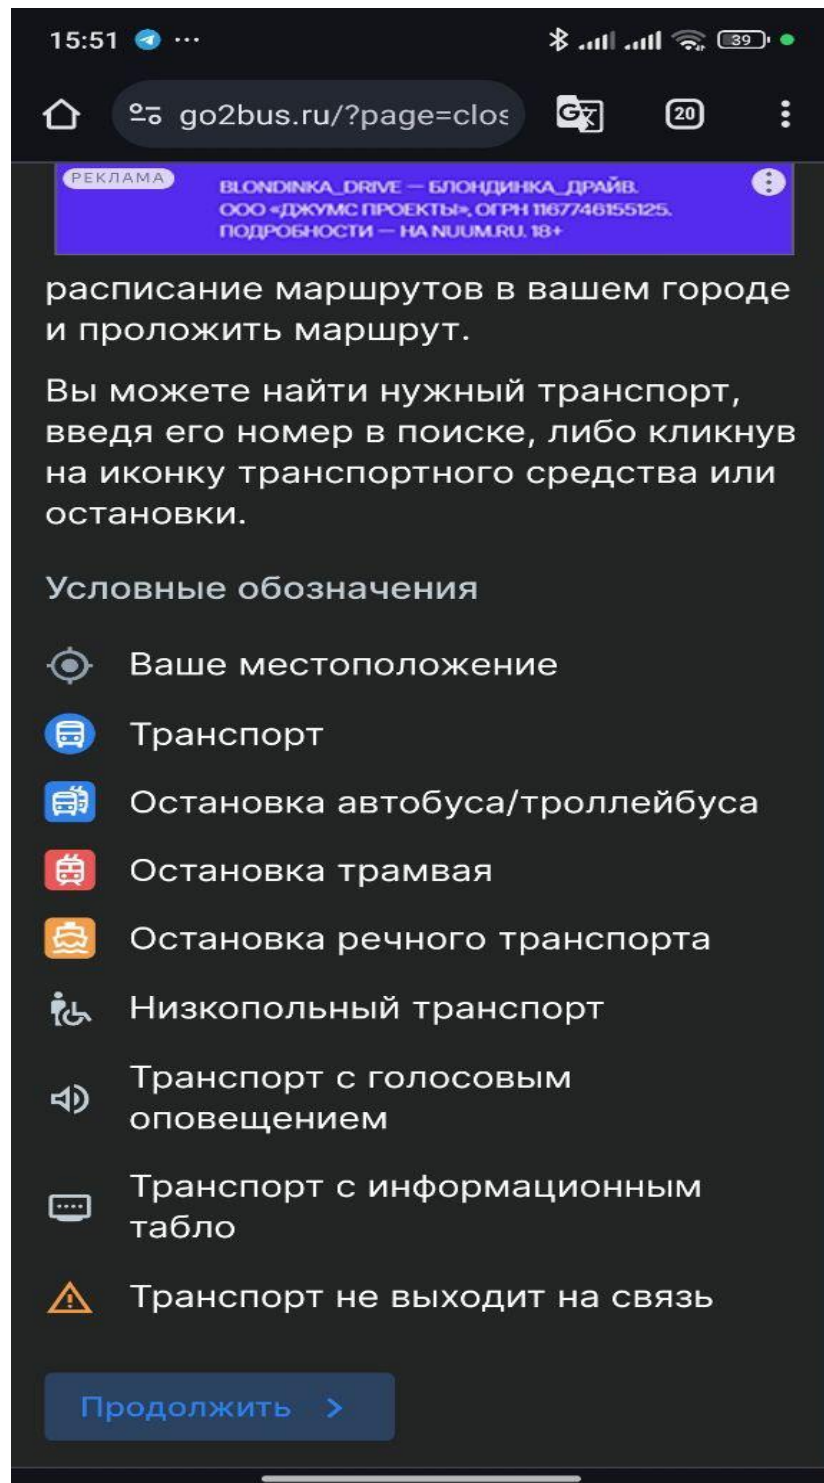 15:51
39
go2bus.ru/?page=clos
20
РЕКЛАМА
BLONDINKA_DRIVE — БЛОНДИНКА_ДРАЙВ.
ООО «ДЖУМС ПРОЕКТЫ», ОГРН 1167746155125.
ПОДРОБНОСТИ — НА NUUM.RU. 18+
расписание маршрутов в вашем городе
и проложить маршрут.
Вы можете найти нужный транспорт,
введя его номер в поиске, либо кликнув
на иконку транспортного средства или
остановки.
Условные обозначения
Ваше местоположение
Транспорт
Остановка автобуса/троллейбуса
Остановка трамвая
Остановка речного транспорта
Низкопольный транспорт
Транспорт с голосовым
оповещением
Транспорт с информационным
табло
Транспорт не выходит на связь
Продолжить